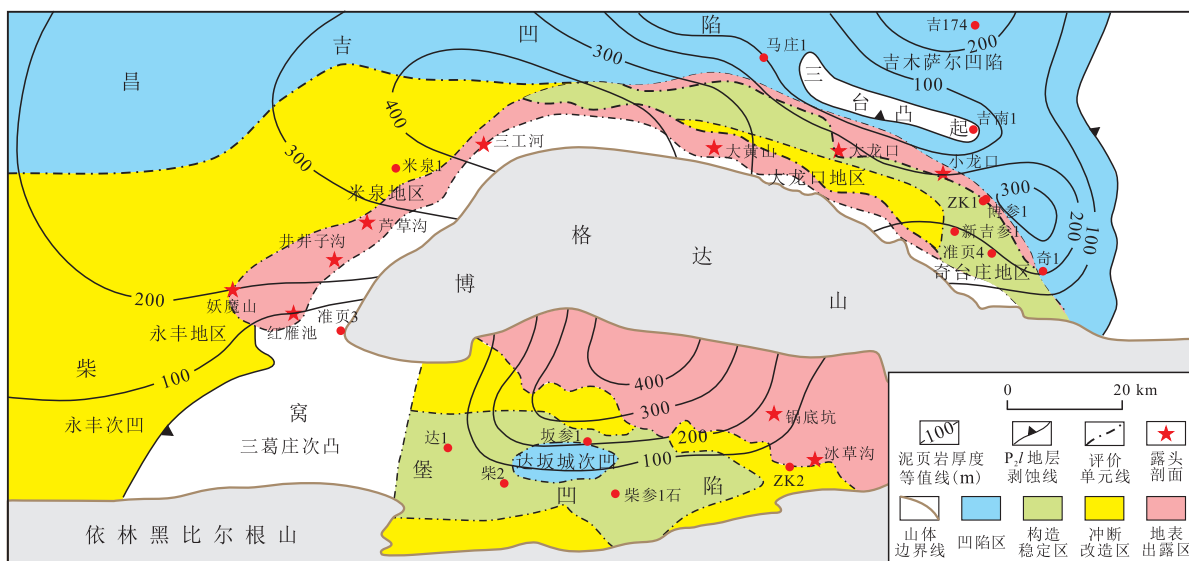 吉174
马庄1
昌
吉
凹
陷
300
200
吉木萨尔凹陷
100
三
台
凸
起
吉南1
400
300
三工河
大黄山
大龙口
大龙口地区
小龙口
米泉1
米泉地区
芦草沟
井井子沟
ZK1
博参1
300
200
100
新吉参1
准页4
奇台庄地区
奇1
博
格
达
山
200
妖魔山
红雁池
准页3
永丰地区
100
柴
永丰次凹
窝
三葛庄次凸
堡
凹
陷
400
300
200
100
锅底坑
冰草沟
ZK2
达1
坂参1
达坂城次凹
柴2
柴参1石
依林黑比尔根山
0 20 km
100
泥页岩厚度
等值线(m)
P₂l地层
剥蚀线
评价
单元线
露头
剖面
山体
边界线
凹陷区
构造
稳定区
冲断
改造区
地表
出露区